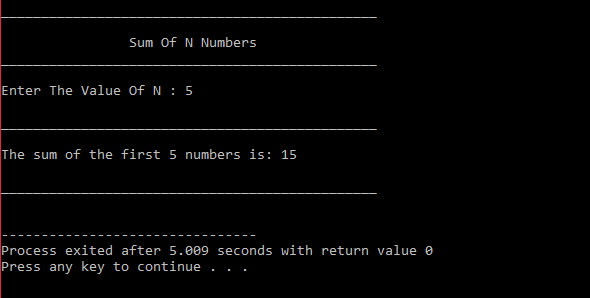 Sum Of N Numbers
Enter The Value Of N : 5
The sum of the first 5 numbers is: 15
--------------------------------
Process exited after 5.009 seconds with return value 0
Press any key to continue . . .